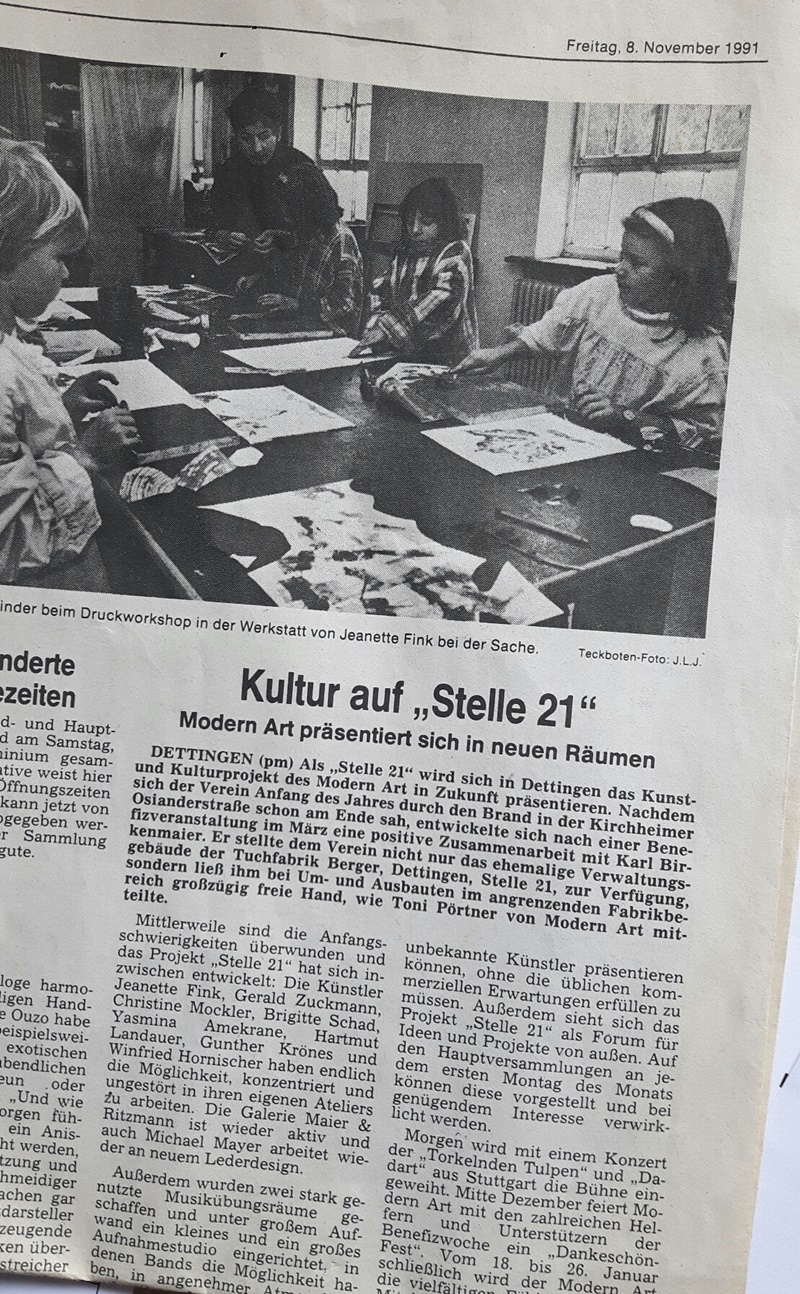 Freitag, 8. November 1991
inder beim Druckworkshop in der Werkstatt von Jeanette Fink bei der Sache.
Teckboten-Foto: J.L.J.
nderte
ezeiten
d- und Haupt-
d am Samstag,
minium gesam-
ative weist hier
Öffnungszeiten
kann jetzt von
bgegeben wer-
r Sammlung
gute.
loge harmo-
ligen Hand-
e Ouzo habe
beispielswei-
exotischen
abendlichen
eun oder
„Und wie
orgen füh-
ein Anis-
ht werden,
tzung und
hmeidiger
achen gar
darsteller
zeugende
ken über-
streicher
Kultur auf „Stelle 21“
Modern Art präsentiert sich in neuen Räumen
DETTINGEN (pm) Als „Stelle 21“ wird sich in Dettingen das Kunst-
und Kulturprojekt des Modern Art in Zukunft präsentieren. Nachdem
sich der Verein Anfang des Jahres durch den Brand in der Kirchheimer
Osianderstraße schon am Ende sah, entwickelte sich nach einer Bene-
fizveranstaltung im März eine positive Zusammenarbeit mit Karl Bir-
kenmaier. Er stellte dem Verein nicht nur das ehemalige Verwaltungs-
gebäude der Tuchfabrik Berger, Dettingen, Stelle 21, zur Verfügung,
sondern ließ ihm bei Um- und Ausbauten im angrenzenden Fabrikbe-
reich großzügig freie Hand, wie Toni Pörtner von Modern Art mit-
teilte.
Mittlerweile sind die Anfangs-
schwierigkeiten überwunden und
das Projekt „Stelle 21“ hat sich in-
zwischen entwickelt: Die Künstler
Jeanette Fink, Gerald Zuckmann,
Christine Mockler, Brigitte Schad,
Yasmina Amekrane, Hartmut
Landauer, Gunther Krönes und
Winfried Hornischer haben endlich
die Möglichkeit, konzentriert und
ungestört in ihren eigenen Ateliers
zu arbeiten. Die Galerie Maier &
Ritzmann ist wieder aktiv und
auch Michael Mayer arbeitet wie-
der an neuem Lederdesign.
Außerdem wurden zwei stark ge-
nutzte Musikübungsräume ge-
schaffen und unter großem Auf-
wand ein kleines und ein großes
Aufnahmestudio eingerichtet, in
denen Bands die Möglichkeit ha-
ben, in angenehmer
unbekannte Künstler präsentieren
können, ohne die üblichen kom-
merziellen Erwartungen erfüllen zu
müssen. Außerdem sieht sich das
Projekt „Stelle 21“ als Forum für
Ideen und Projekte von außen. Auf
den Hauptversammlungen an je-
dem ersten Montag des Monats
können diese vorgestellt und bei
genügendem Interesse verwirk-
licht werden.
Morgen wird mit einem Konzert
der „Torkelnden Tulpen“ und „Da-
dart“ aus Stuttgart die Bühne ein-
geweiht. Mitte Dezember feiert Mo-
dern Art mit den zahlreichen Hel-
fern und Unterstützern der
Benefizwoche ein „Dankeschön-
Fest“. Vom 18. bis 26. Januar
schließlich wird der Modern Art
die